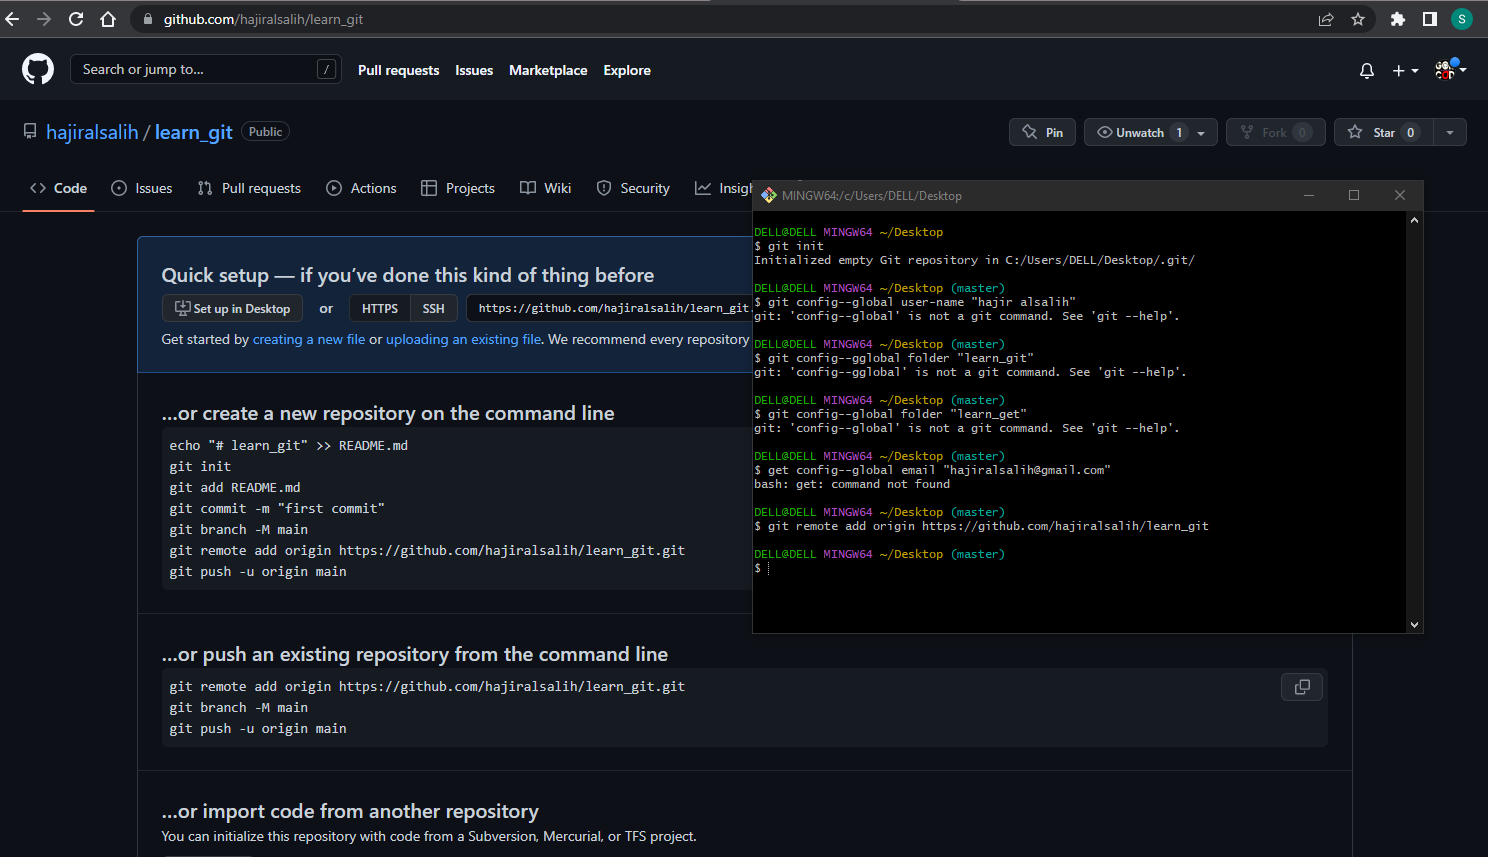 github.com/hajiralsalih/learn_git
S
Search or jump to... /
Pull requests Issues Marketplace Explore
hajiralsalih / learn_git Public
Pin Unwatch 1 Fork 0 Star 0
Code Issues Pull requests Actions Projects Wiki Security
Quick setup — if you’ve done this kind of thing before
Set up in Desktop or HTTPS SSH https://github.com/hajiralsalih/learn_git.
Get started by creating a new file or uploading an existing file. We recommend every repository
...or create a new repository on the command line
echo "# learn_git" >> README.md
git init
git add README.md
git commit -m "first commit"
git branch -M main
git remote add origin https://github.com/hajiralsalih/learn_git.git
git push -u origin main
...or push an existing repository from the command line
git remote add origin https://github.com/hajiralsalih/learn_git.git
git branch -M main
git push -u origin main
...or import code from another repository
You can initialize this repository with code from a Subversion, Mercurial, or TFS project.
MINGW64:/c/Users/DELL/Desktop
DELL@DELL MINGW64 ~/Desktop
$ git init
Initialized empty Git repository in C:/Users/DELL/Desktop/.git/
DELL@DELL MINGW64 ~/Desktop (master)
$ git config--global user-name "hajir alsalih"
git: 'config--global' is not a git command. See 'git --help'.
DELL@DELL MINGW64 ~/Desktop (master)
$ git config--gglobal folder "learn_git"
git: 'config--gglobal' is not a git command. See 'git --help'.
DELL@DELL MINGW64 ~/Desktop (master)
$ git config--global folder "learn_get"
git: 'config--global' is not a git command. See 'git --help'.
DELL@DELL MINGW64 ~/Desktop (master)
$ get config--global email "hajiralsalih@gmail.com"
bash: get: command not found
DELL@DELL MINGW64 ~/Desktop (master)
$ git remote add origin https://github.com/hajiralsalih/learn_git
DELL@DELL MINGW64 ~/Desktop (master)
$